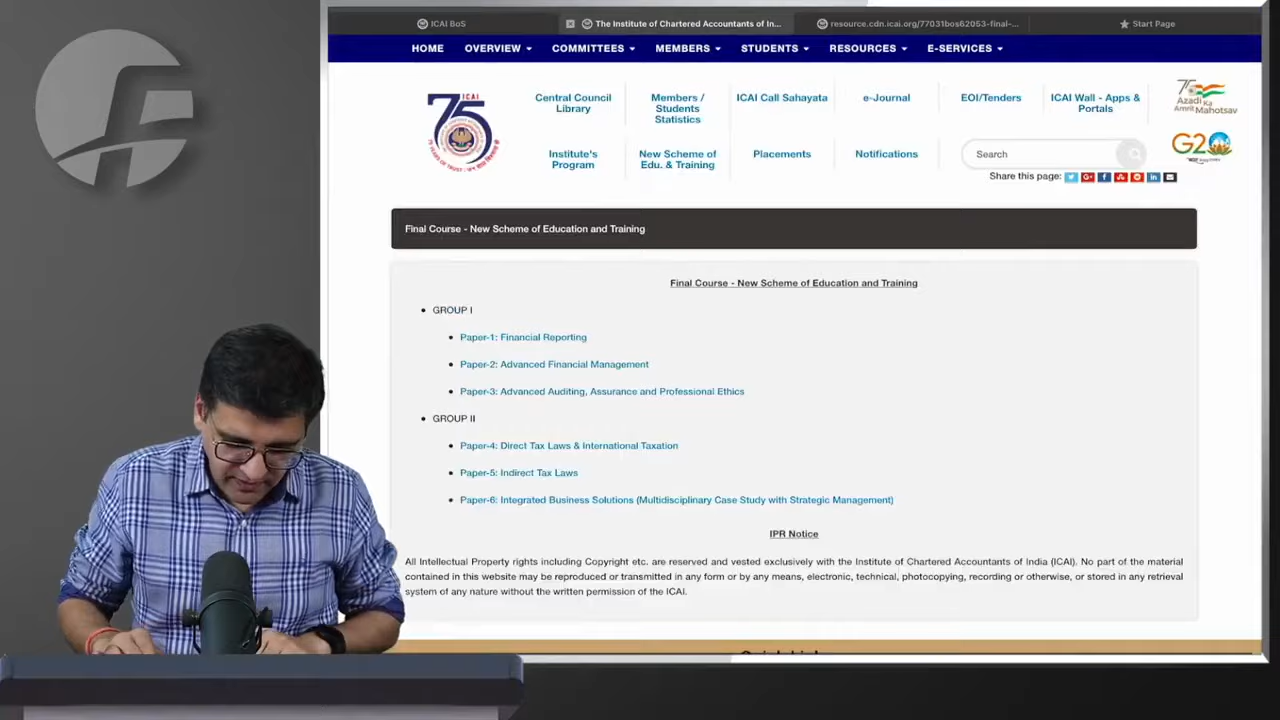 ICAI BoS
The Institute of Chartered Accountants of In...
resource.cdn.icai.org/77031bos62053-final-...
Start Page
HOME OVERVIEW COMMITTEES MEMBERS STUDENTS RESOURCES E-SERVICES
ICAI
75
Central Council Library
Members / Students Statistics
ICAI Call Sahayata
e-Journal
EOI/Tenders
ICAI Wall - Apps & Portals
75
Azadi Ka
Amrit Mahotsav
Institute's Program
New Scheme of Edu. & Training
Placements
Notifications
Search
G20
Share this page:
Final Course - New Scheme of Education and Training
Final Course - New Scheme of Education and Training
GROUP I
Paper-1: Financial Reporting
Paper-2: Advanced Financial Management
Paper-3: Advanced Auditing, Assurance and Professional Ethics
GROUP II
Paper-4: Direct Tax Laws & International Taxation
Paper-5: Indirect Tax Laws
Paper-6: Integrated Business Solutions (Multidisciplinary Case Study with Strategic Management)
IPR Notice
All Intellectual Property rights including Copyright etc. are reserved and vested exclusively with the Institute of Chartered Accountants of India (ICAI). No part of the material
contained in this website may be reproduced or transmitted in any form or by any means, electronic, technical, photocopying, recording or otherwise, or stored in any retrieval
system of any nature without the written permission of the ICAI.